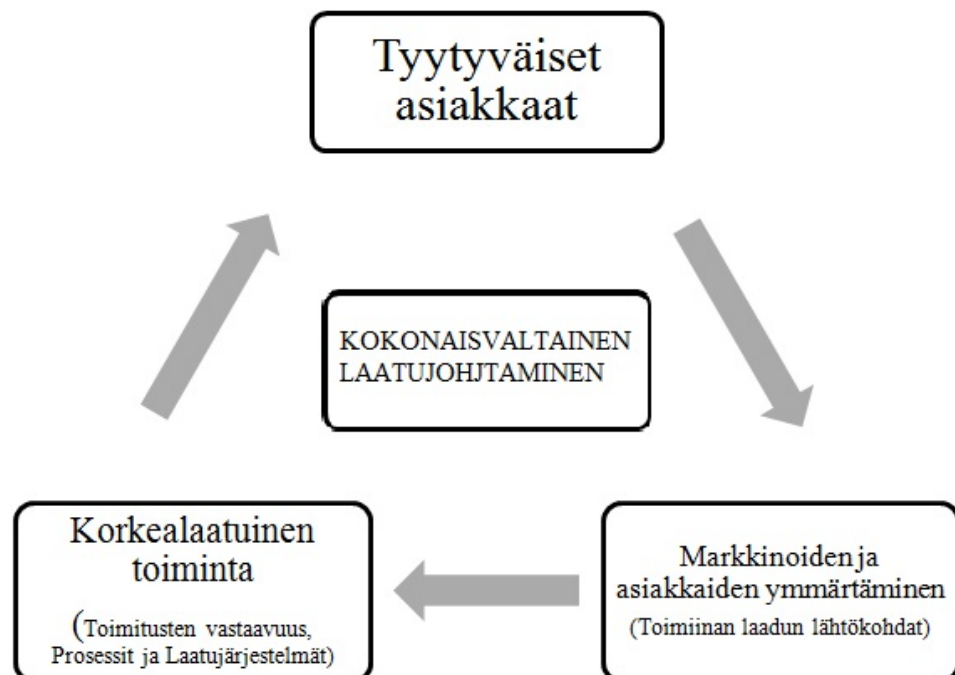 Tyytyväiset
asiakkaat
KOKONAISVALTAINEN
LAATUJOHJTAMINEN
Korkealaatuinen
toiminta
(Toimitusten vastaavuus,
Prosessit ja Laatujärjestelmät)
Markkinoiden ja
asiakkaiden ymmärtäminen
(Toimiinan laadun lähtökohdat)